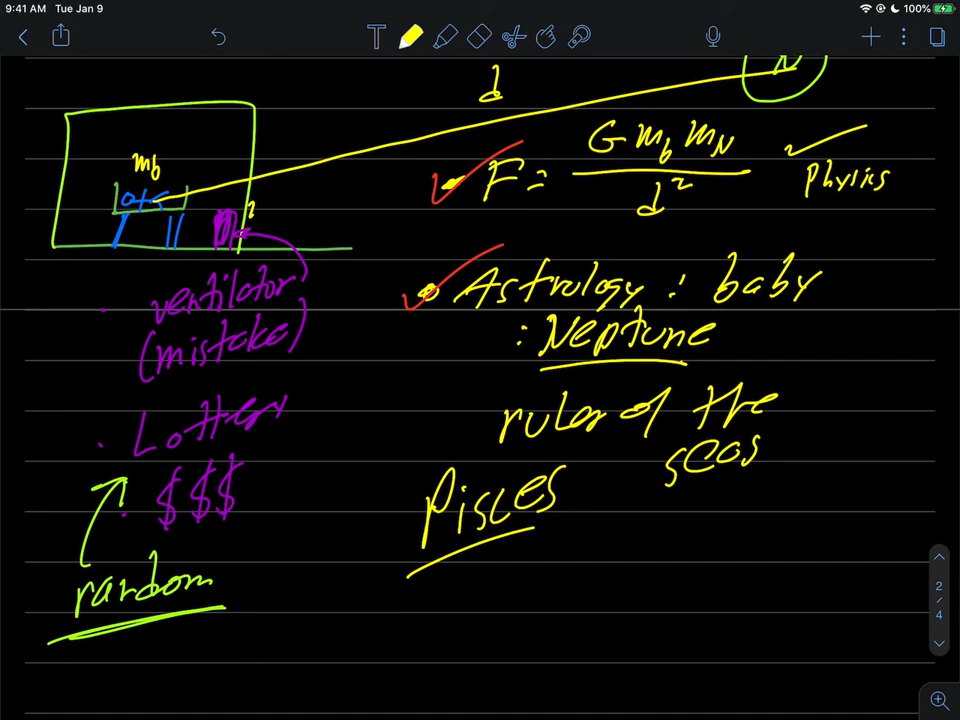 9:41 AM Tue Jan 9
100%
d
N
m_b
F = G m_b m_N / d²
Physics
Astrology : baby
: Neptune
ruler of the
seas
Pisces
ventilator
(mistake)
Lottery
$$$
random
2
/
4